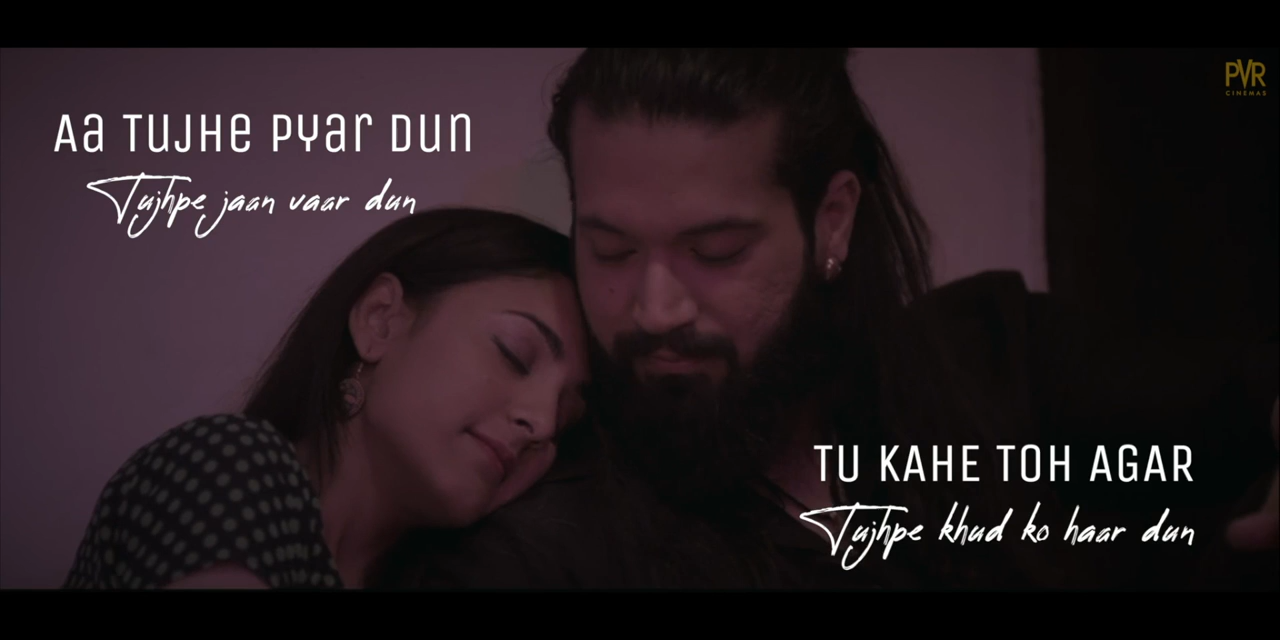 Aa TUJHE PYar DUN
Tujhpe jaan vaar dun
PVR
CINEMAS
TU KAHE TOH AGAR
Tujhpe khud ko haar dun